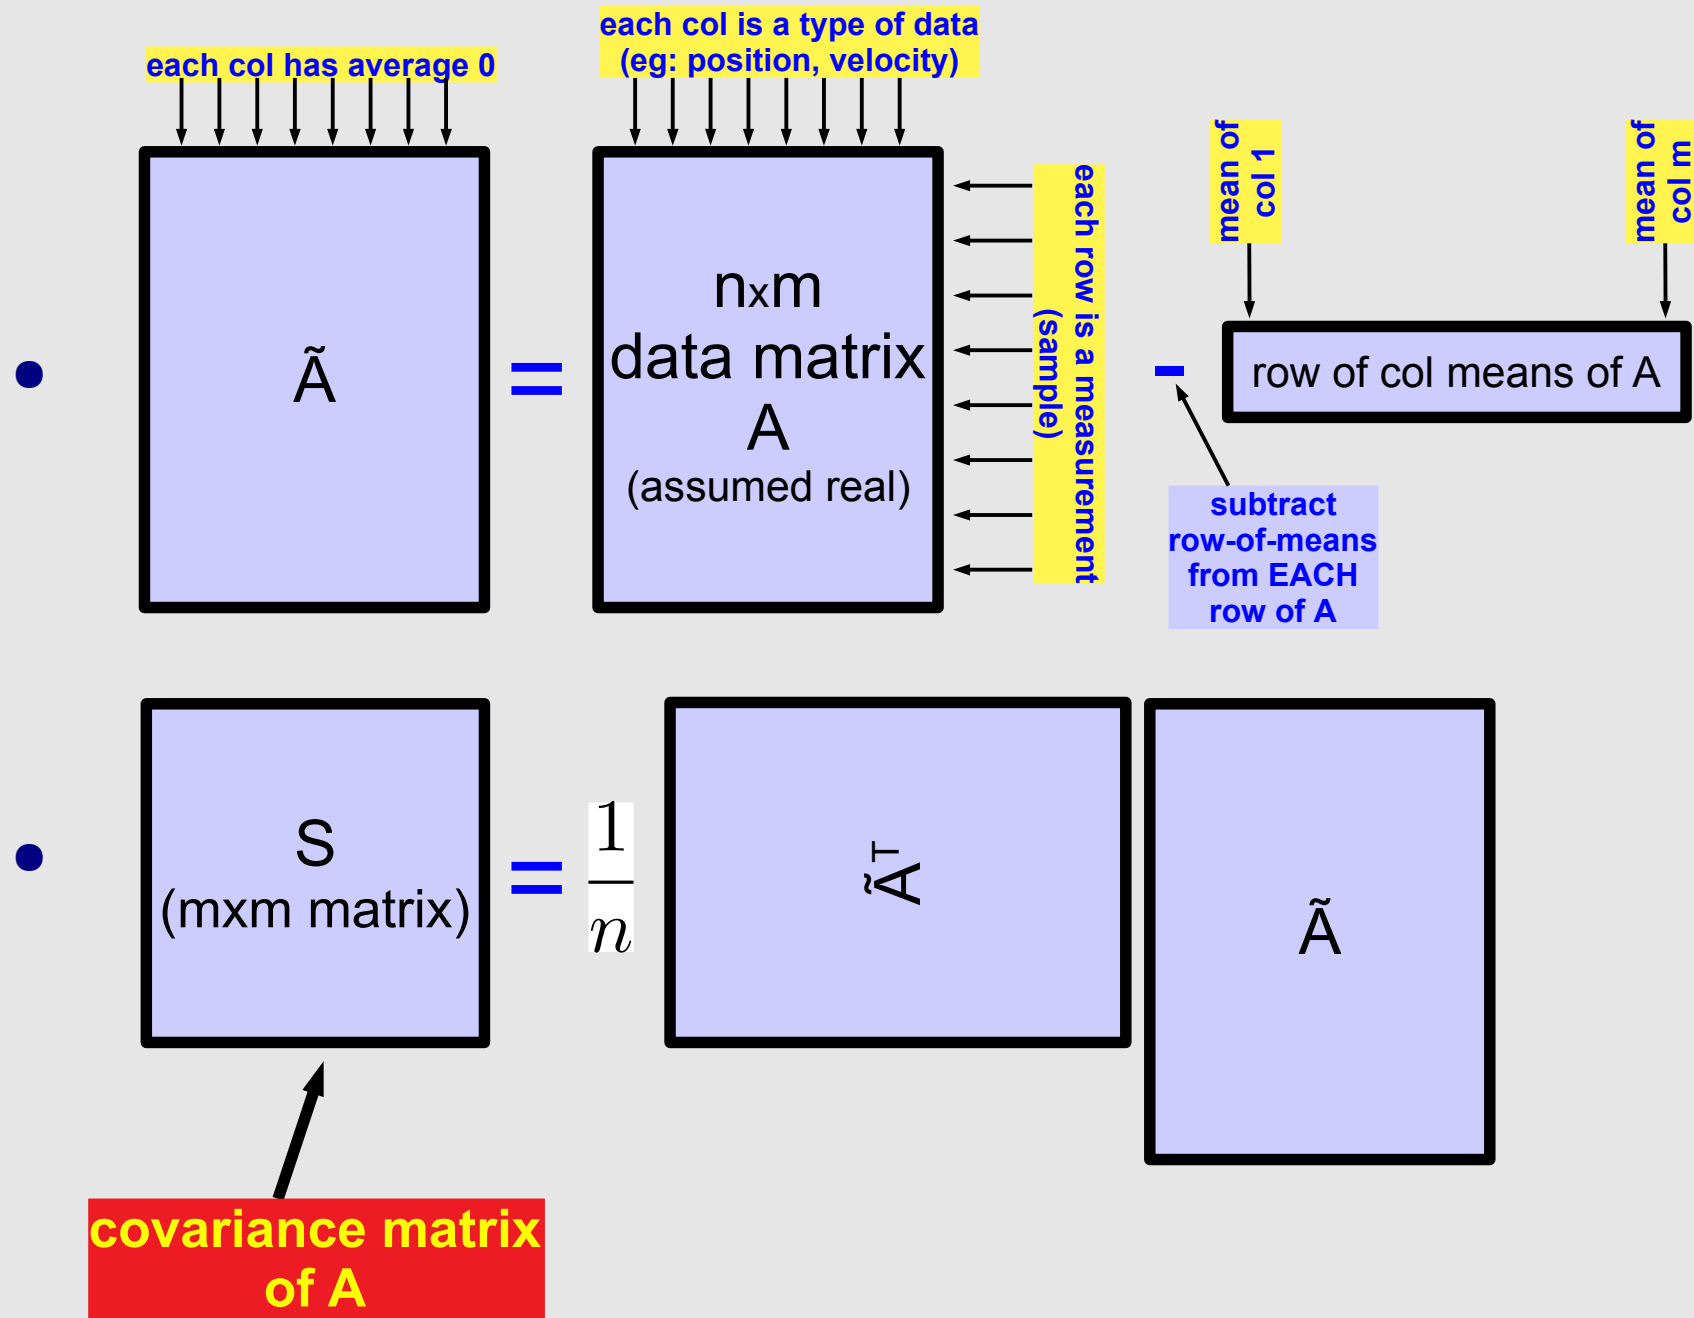 each col has average 0
each col is a type of data
(eg: position, velocity)
Ã
=
nxm
data matrix
A
(assumed real)
each row is a measurement
(sample)
-
mean of
col 1
mean of
col m
row of col means of A
subtract
row-of-means
from EACH
row of A
S
(mxm matrix)
=
1
n
Ãᵀ
Ã
covariance matrix
of A